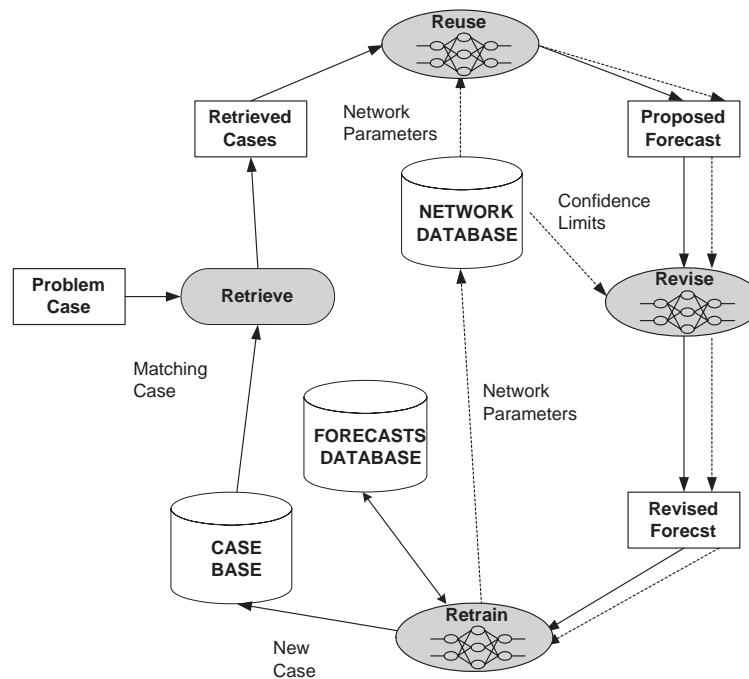 Reuse
Network
Parameters
Retrieved
Cases
Proposed
Forecast
NETWORK
DATABASE
Confidence
Limits
Problem
Case
Retrieve
Revise
Matching
Case
Network
Parameters
FORECASTS
DATABASE
Revised
Forecst
CASE
BASE
Retrain
New
Case